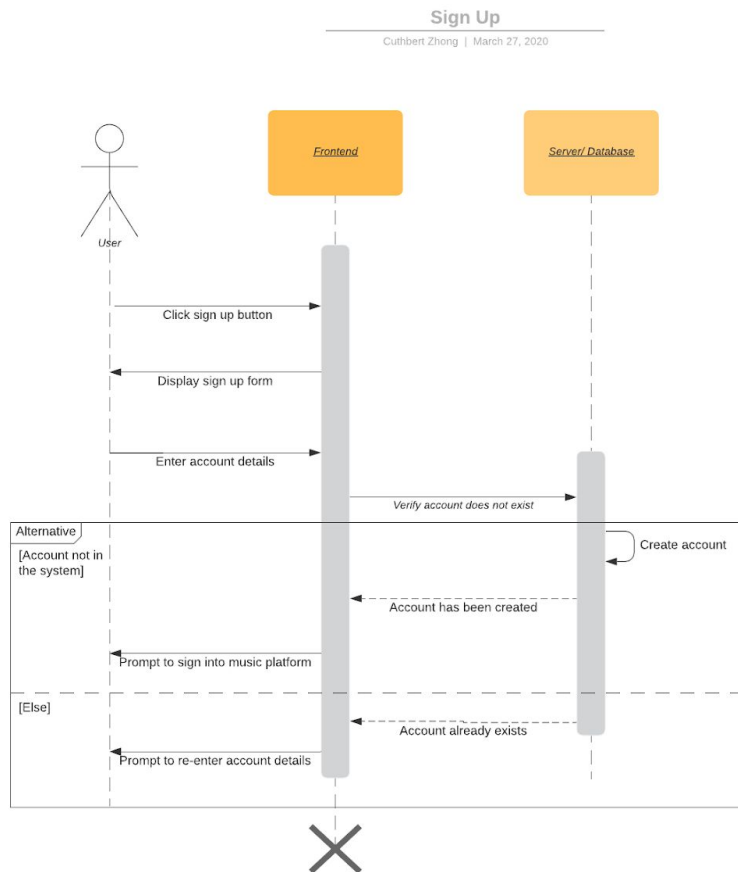 Sign Up
Cuthbert Zhong | March 27, 2020
Frontend
Server/ Database
User
Click sign up button
Display sign up form
Enter account details
Verify account does not exist
Alternative
[Account not in
the system]
Create account
Account has been created
Prompt to sign into music platform
[Else]
Account already exists
Prompt to re-enter account details